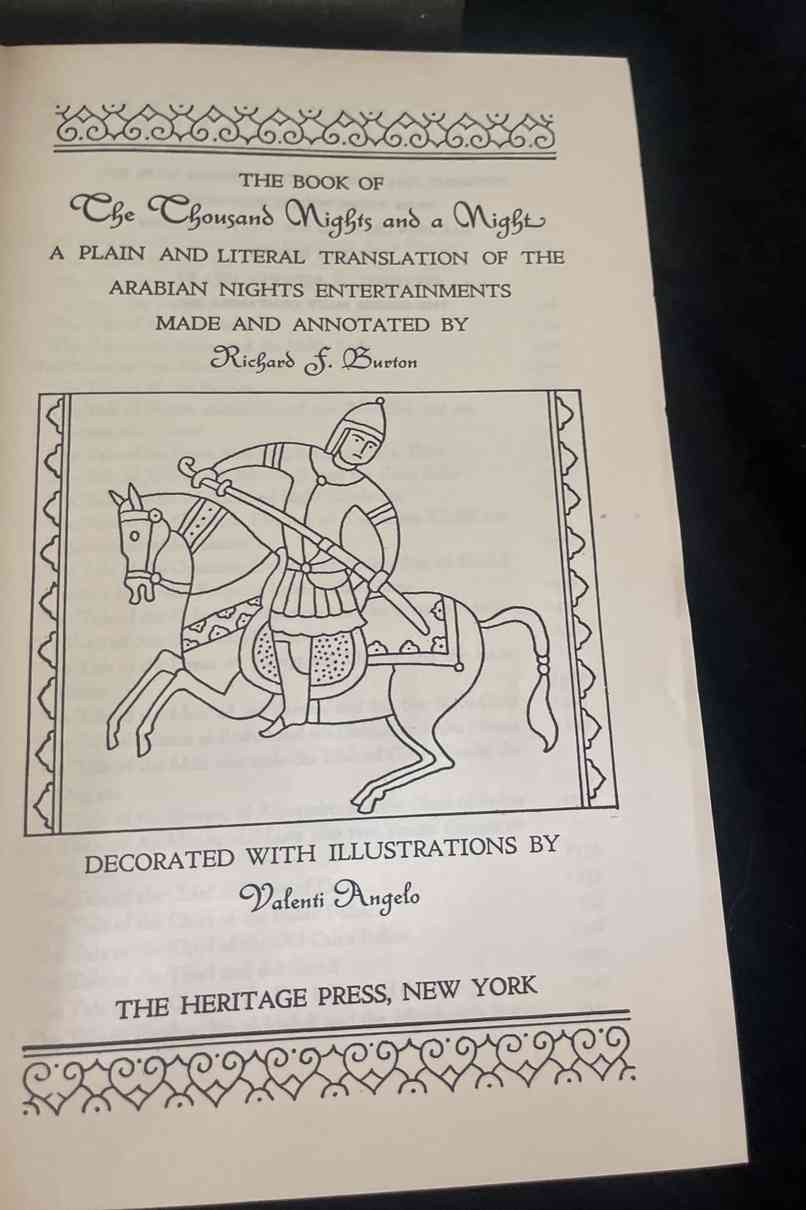 THE BOOK OF
The Thousand Nights and a Night
A PLAIN AND LITERAL TRANSLATION OF THE
ARABIAN NIGHTS ENTERTAINMENTS
MADE AND ANNOTATED BY
Richard F. Burton
DECORATED WITH ILLUSTRATIONS BY
Valenti Angelo
THE HERITAGE PRESS, NEW YORK